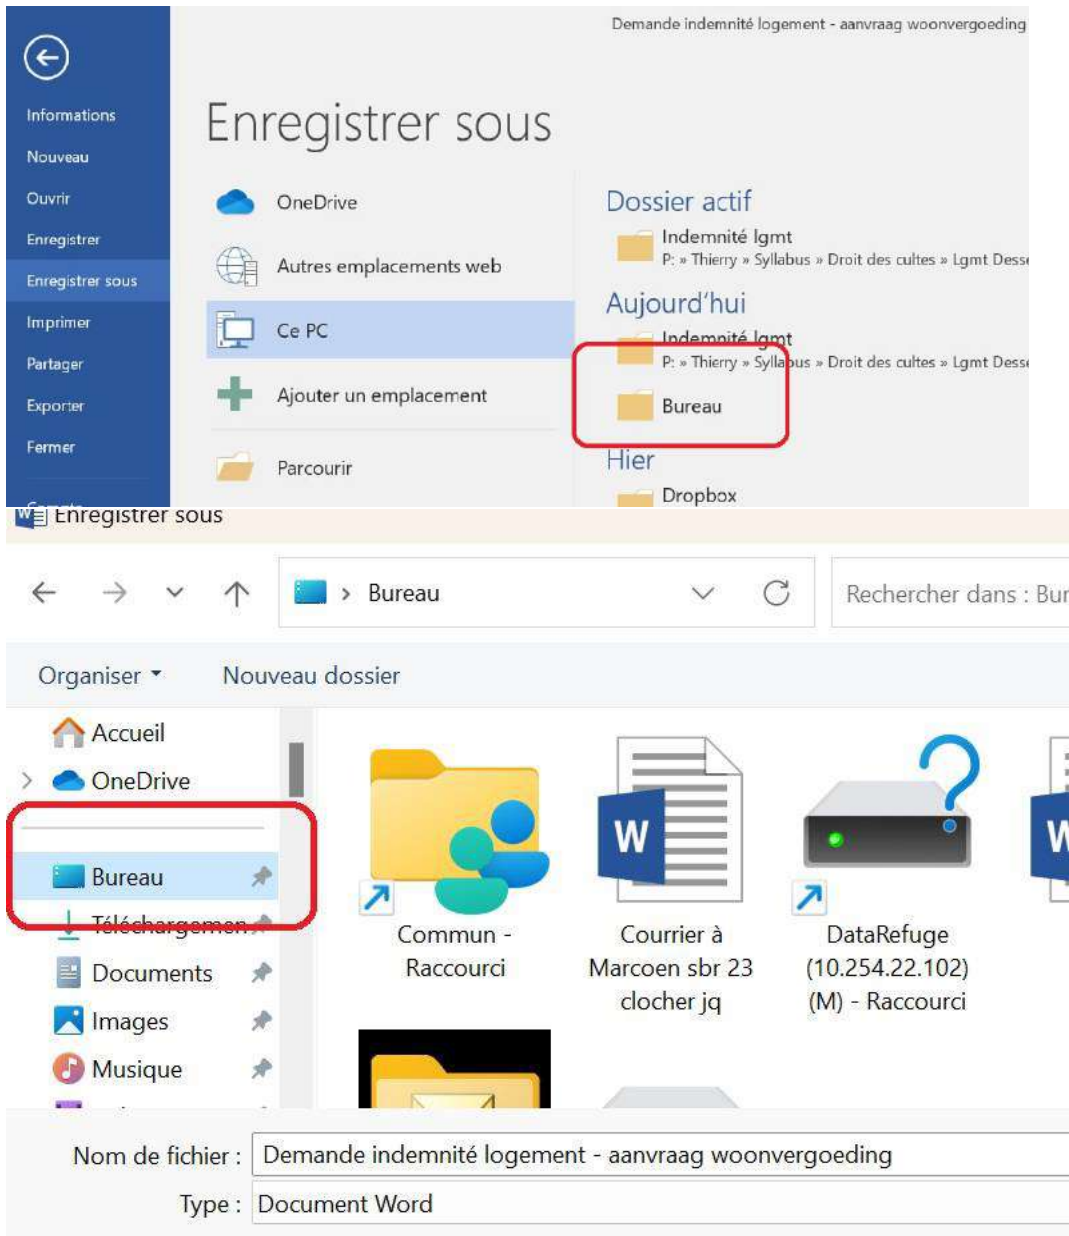 Demande indemnité logement - aanvraag woonvergoeding
Informations
Nouveau
Ouvrir
Enregistrer
Enregistrer sous
Imprimer
Partager
Exporter
Fermer
Enregistrer sous
OneDrive
Autres emplacements web
Ce PC
Ajouter un emplacement
Parcourir
Dossier actif
Indemnité lgmt
P: » Thierry » Syllabus » Droit des cultes » Lgmt Desse
Aujourd'hui
Indemnité lgmt
P: » Thierry » Syllabus » Droit des cultes » Lgmt Desse
Bureau
Hier
Dropbox
Enregistrer sous
Bureau
Rechercher dans : Bur
Organiser
Nouveau dossier
Accueil
OneDrive
Bureau
Téléchargemen
Documents
Images
Musique
Commun -
Raccourci
W
Courrier à
Marcoen sbr 23
clocher jq
DataRefuge
(10.254.22.102)
(M) - Raccourci
W
Nom de fichier : Demande indemnité logement - aanvraag woonvergoeding
Type : Document Word